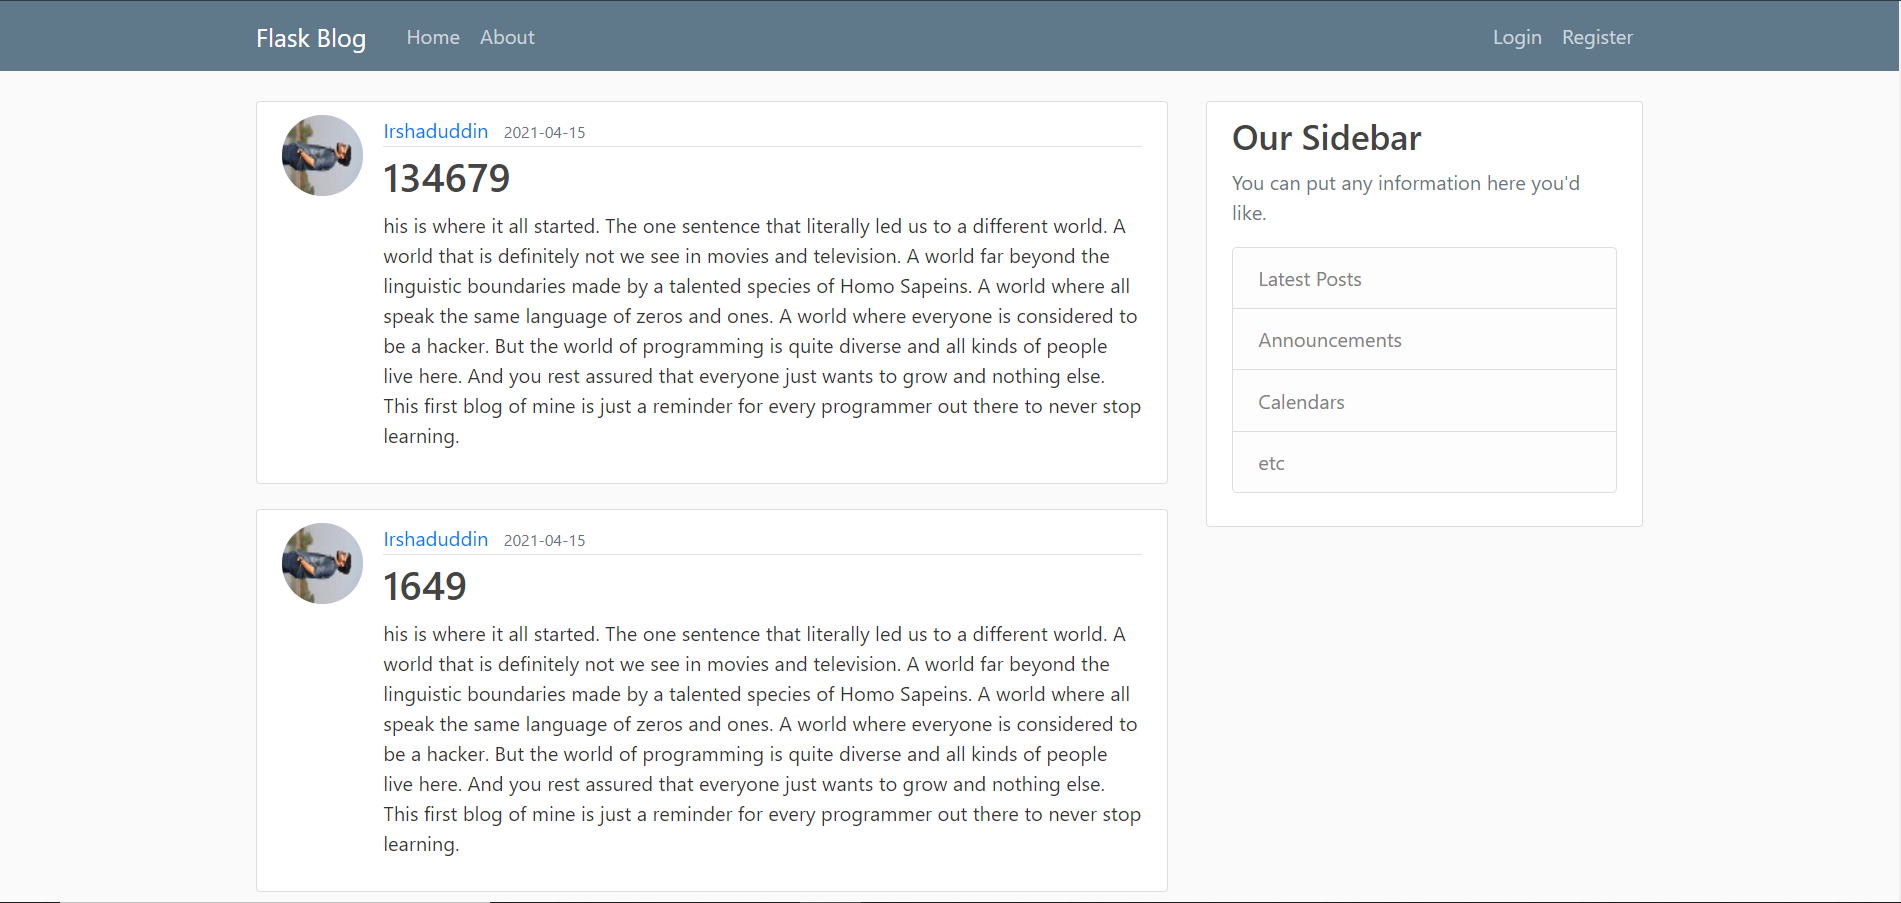 Flask Blog Home About Login Register
Irshaduddin 2021-04-15
134679
his is where it all started. The one sentence that literally led us to a different world. A
world that is definitely not we see in movies and television. A world far beyond the
linguistic boundaries made by a talented species of Homo Sapeins. A world where all
speak the same language of zeros and ones. A world where everyone is considered to
be a hacker. But the world of programming is quite diverse and all kinds of people
live here. And you rest assured that everyone just wants to grow and nothing else.
This first blog of mine is just a reminder for every programmer out there to never stop
learning.
Irshaduddin 2021-04-15
1649
his is where it all started. The one sentence that literally led us to a different world. A
world that is definitely not we see in movies and television. A world far beyond the
linguistic boundaries made by a talented species of Homo Sapeins. A world where all
speak the same language of zeros and ones. A world where everyone is considered to
be a hacker. But the world of programming is quite diverse and all kinds of people
live here. And you rest assured that everyone just wants to grow and nothing else.
This first blog of mine is just a reminder for every programmer out there to never stop
learning.
Our Sidebar
You can put any information here you'd
like.
Latest Posts
Announcements
Calendars
etc